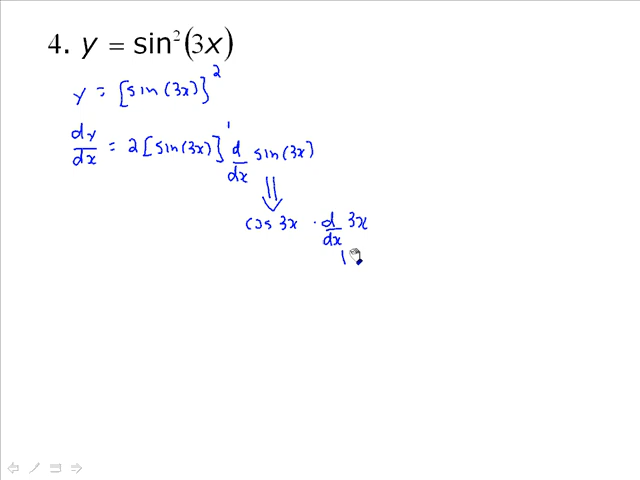 4. y = sin²(3x)
y = [sin(3x)]²
dy/dx = 2[sin(3x)]¹ d/dx sin(3x)
cos 3x · d/dx 3x